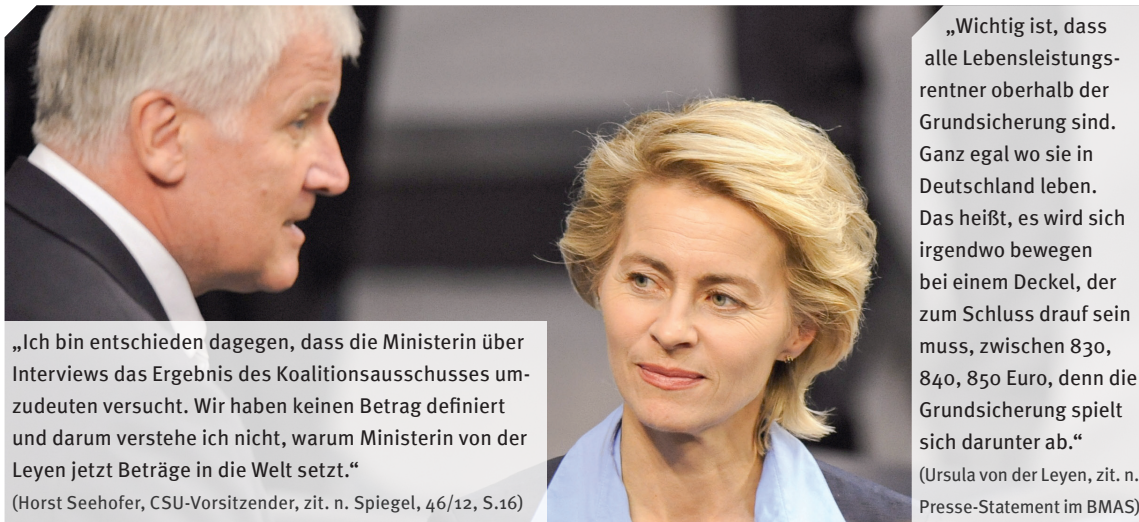 „Ich bin entschieden dagegen, dass die Ministerin über
Interviews das Ergebnis des Koalitionsausschusses um-
zudeuten versucht. Wir haben keinen Betrag definiert
und darum verstehe ich nicht, warum Ministerin von der
Leyen jetzt Beträge in die Welt setzt.“
(Horst Seehofer, CSU-Vorsitzender, zit. n. Spiegel, 46/12, S.16)
„Wichtig ist, dass
alle Lebensleistungs-
rentner oberhalb der
Grundsicherung sind.
Ganz egal wo sie in
Deutschland leben.
Das heißt, es wird sich
irgendwo bewegen
bei einem Deckel, der
zum Schluss drauf sein
muss, zwischen 830,
840, 850 Euro, denn die
Grundsicherung spielt
sich darunter ab.“
(Ursula von der Leyen, zit. n.
Presse-Statement im BMAS)